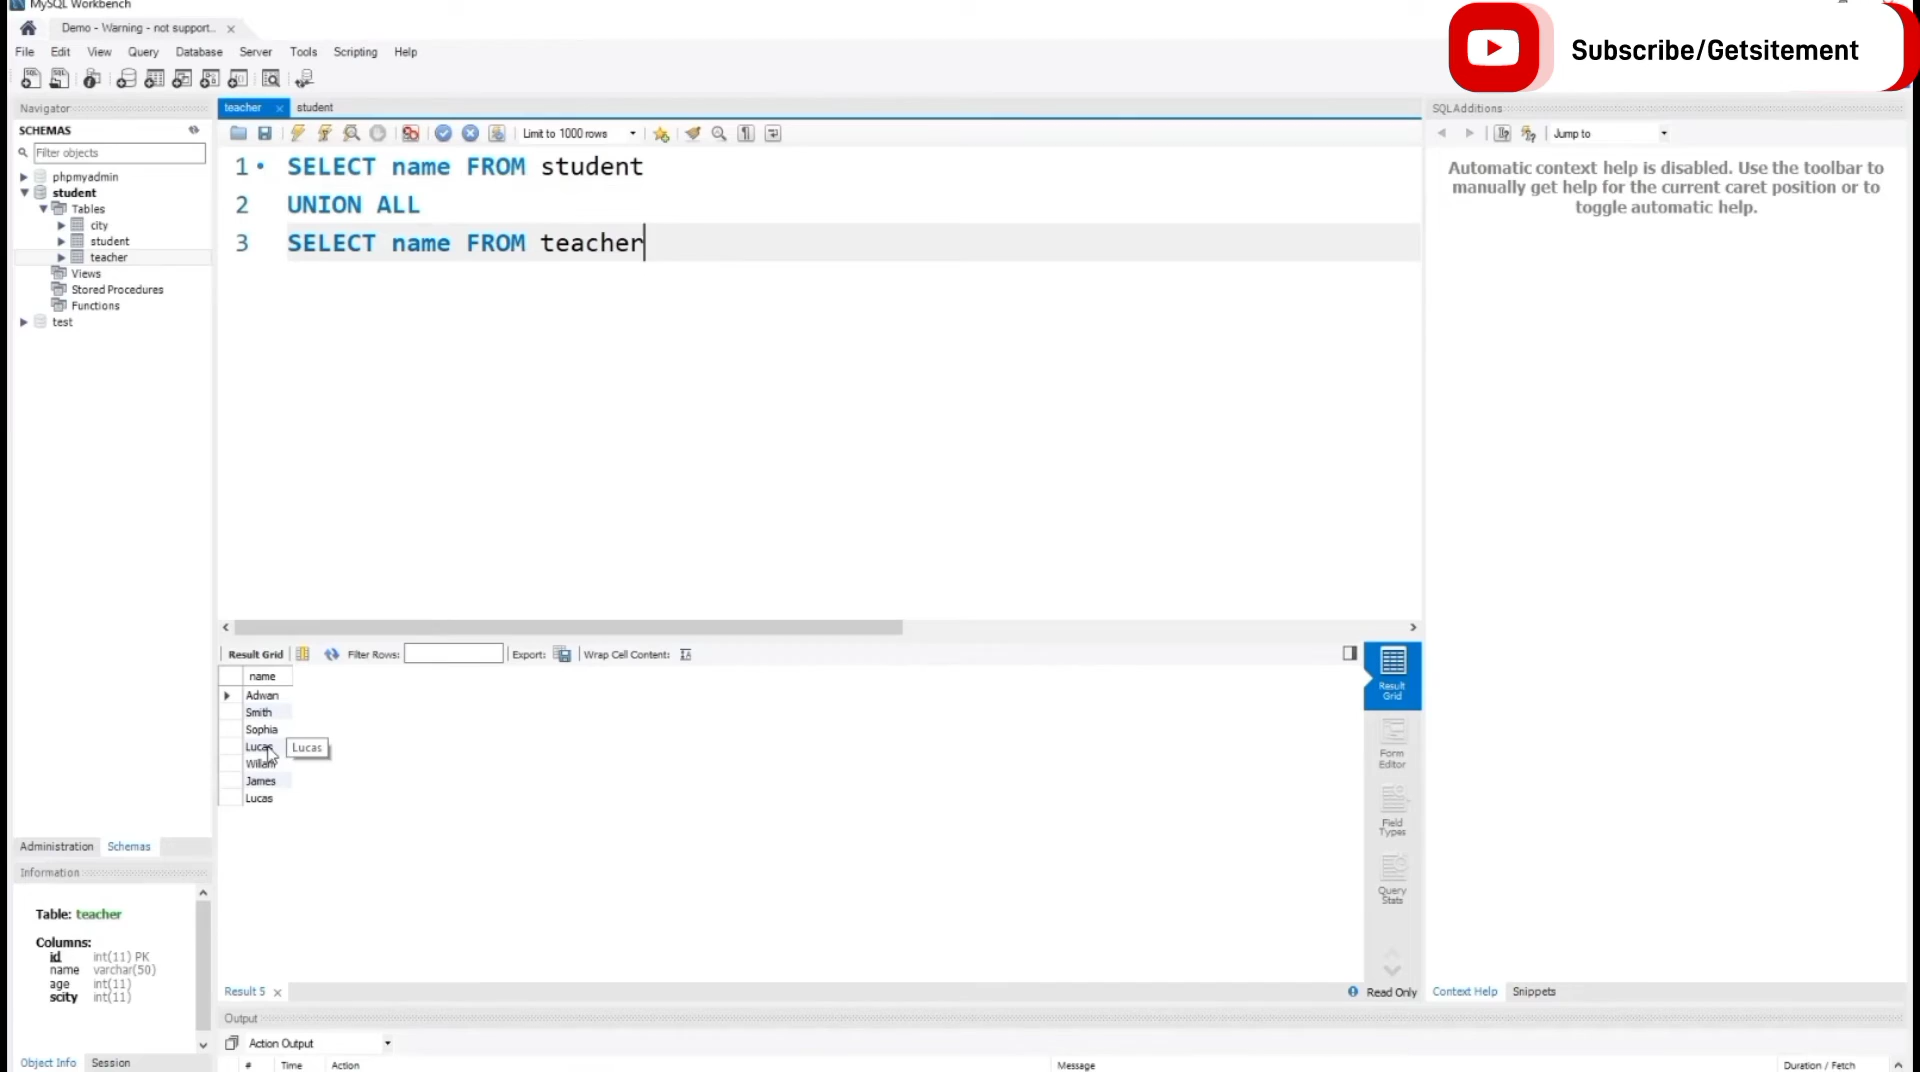 MySQL Workbench
Demo - Warning - not support...
File Edit View Query Database Server Tools Scripting Help
Subscribe/Getsitement
Navigator
SCHEMAS
Filter objects
phpmyadmin
student
Tables
city
student
teacher
Views
Stored Procedures
Functions
test
Administration Schemas
Information
Table: teacher
Columns:
id int(11) PK
name varchar(50)
age int(11)
scity int(11)
Object Info Session
teacher student
Limit to 1000 rows
1 SELECT name FROM student
2 UNION ALL
3 SELECT name FROM teacher
Result Grid Filter Rows: Export: Wrap Cell Content:
name
Adwan
Smith
Sophia
Lucas Lucas
Willam
James
Lucas
Result
Grid
Form
Editor
Field
Types
Query
Stats
Result 5 Read Only
Output
Action Output
# Time Action Message Duration / Fetch
SQLAdditions
Jump to
Automatic context help is disabled. Use the toolbar to
manually get help for the current caret position or to
toggle automatic help.
Context Help Snippets